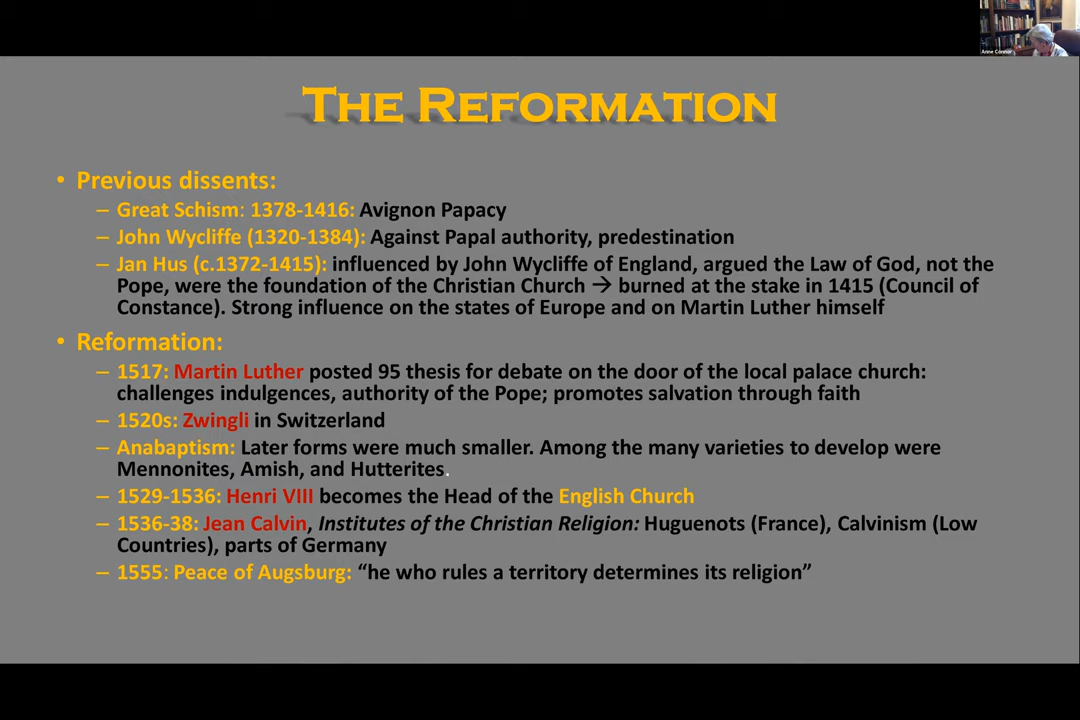 Anne Connor
THE REFORMATION
• Previous dissents:
– Great Schism: 1378-1416: Avignon Papacy
– John Wycliffe (1320-1384): Against Papal authority, predestination
– Jan Hus (c.1372-1415): influenced by John Wycliffe of England, argued the Law of God, not the
Pope, were the foundation of the Christian Church → burned at the stake in 1415 (Council of
Constance). Strong influence on the states of Europe and on Martin Luther himself
• Reformation:
– 1517: Martin Luther posted 95 thesis for debate on the door of the local palace church:
challenges indulgences, authority of the Pope; promotes salvation through faith
– 1520s: Zwingli in Switzerland
– Anabaptism: Later forms were much smaller. Among the many varieties to develop were
Mennonites, Amish, and Hutterites.
– 1529-1536: Henri VIII becomes the Head of the English Church
– 1536-38: Jean Calvin, Institutes of the Christian Religion: Huguenots (France), Calvinism (Low
Countries), parts of Germany
– 1555: Peace of Augsburg: “he who rules a territory determines its religion”